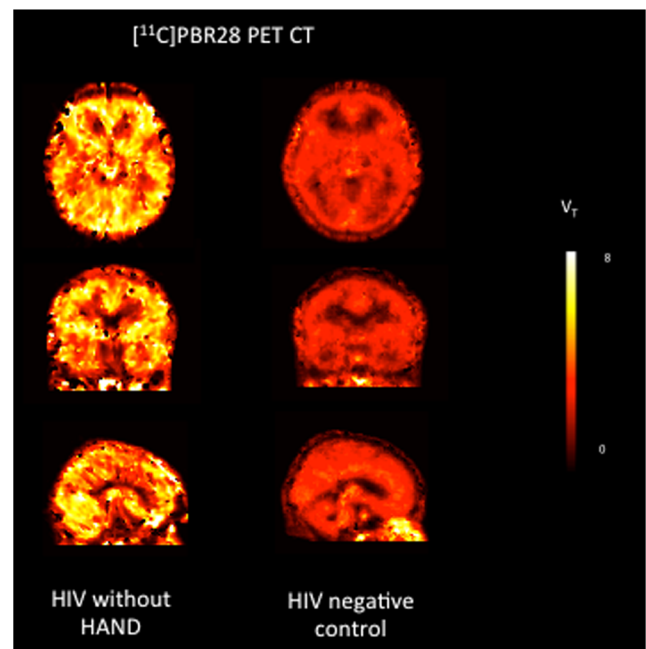 [¹¹C]PBR28 PET CT
V_T
8
0
HIV without
HAND
HIV negative
control